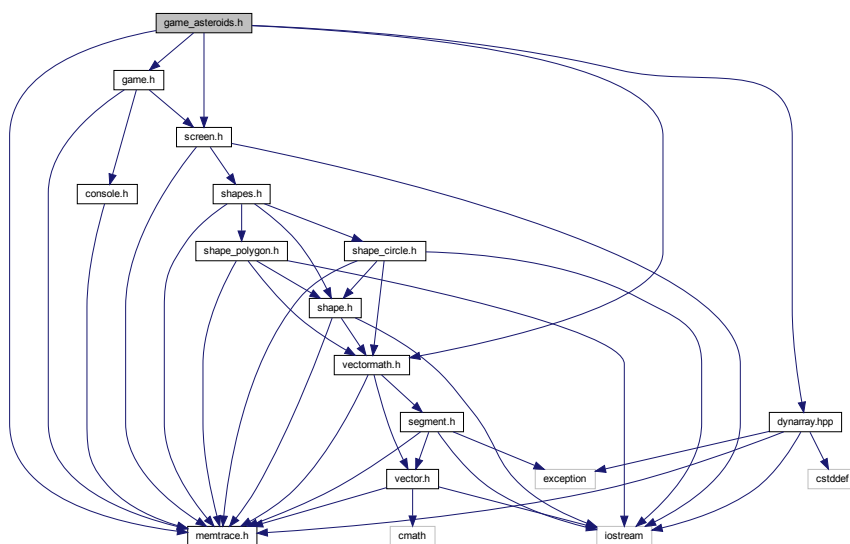 game_asteroids.h
game.h
screen.h
console.h
shapes.h
shape_polygon.h
shape_circle.h
shape.h
vectormath.h
segment.h
dynarray.hpp
vector.h
exception
cstddef
memtrace.h
cmath
iostream